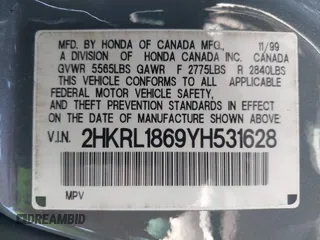 MFD. BY HONDA OF CANADA MFG. 11/99
A DIVISION OF HONDA CANADA INC. CANADA
GVWR 5565LBS GAWR F 2775LBS R 2840LBS
THIS VEHICLE CONFORMS TO ALL APPLICABLE
FEDERAL MOTOR VEHICLE SAFETY AND
THEFT PREVENTION STANDARDS IN EFFECT
ON THE DATE OF MANUFACTURE SHOWN ABOVE.
V.I.N. 2HKRL1869YH531628
MPV
DREAMBID